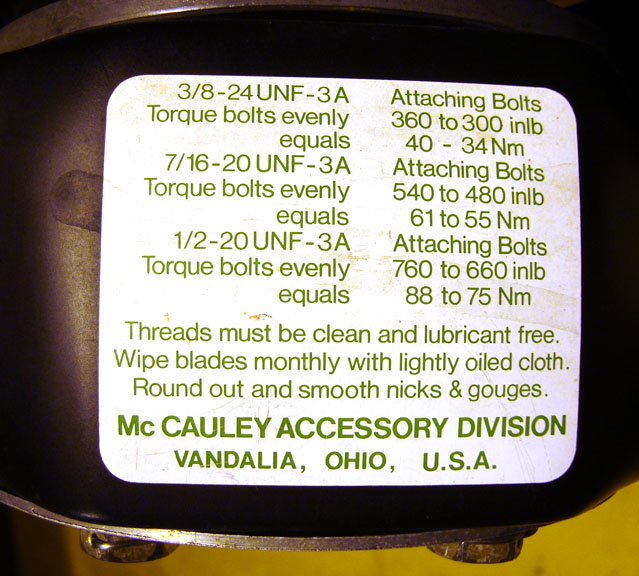 3/8-24 UNF-3A Attaching Bolts
Torque bolts evenly 360 to 300 inlb
equals 40 - 34 Nm
7/16-20 UNF-3A Attaching Bolts
Torque bolts evenly 540 to 480 inlb
equals 61 to 55 Nm
1/2-20 UNF-3A Attaching Bolts
Torque bolts evenly 760 to 660 inlb
equals 88 to 75 Nm
Threads must be clean and lubricant free.
Wipe blades monthly with lightly oiled cloth.
Round out and smooth nicks & gouges.
Mc CAULEY ACCESSORY DIVISION
VANDALIA, OHIO, U.S.A.